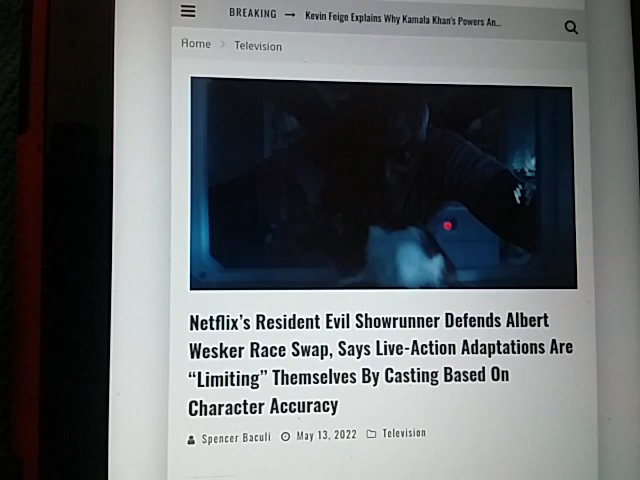 BREAKING → Kevin Feige Explains Why Kamala Khan's Powers An...
Home > Television
Netflix's Resident Evil Showrunner Defends Albert
Wesker Race Swap, Says Live-Action Adaptations Are
“Limiting” Themselves By Casting Based On
Character Accuracy
Spencer Baculi May 13, 2022 Television